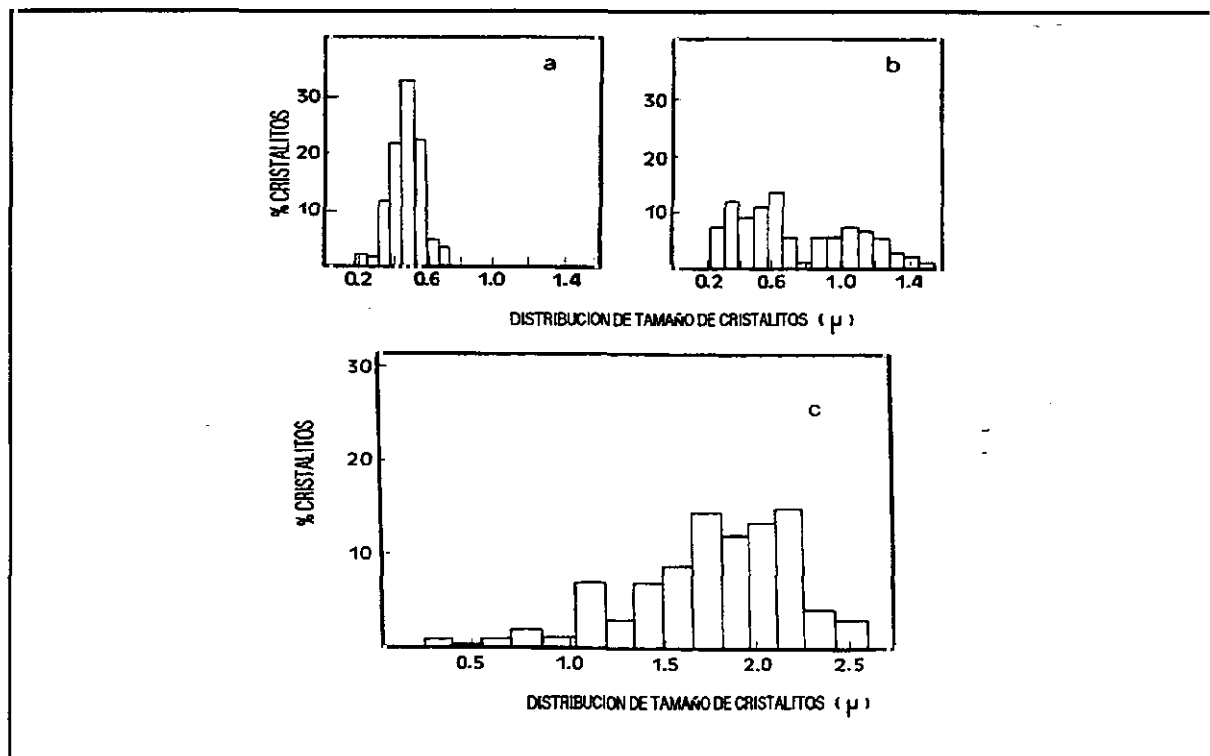 a
30
20
10
% CRISTALITOS
0.2 0.6 1.0 1.4
b
30
20
10
0.2 0.6 1.0 1.4
DISTRIBUCION DE TAMAÑO DE CRISTALITOS ( μ )
c
30
20
10
% CRISTALITOS
0.5 1.0 1.5 2.0 2.5
DISTRIBUCION DE TAMAÑO DE CRISTALITOS ( μ )